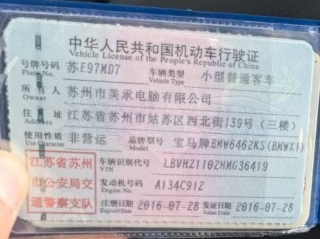 中华人民共和国机动车行驶证
Vehicle License of the People's Republic of China
号牌号码 苏E97MD7 车辆类型 小型普通客车
Plate No. Vehicle Type
所有人 苏州市美承电脑有限公司
Owner
住址 江苏省苏州市姑苏区西北街139号(三楼)
Address
使用性质 非营运 品牌型号 宝马牌BMW6462KS(BMWX1)
Use Character Model
江苏省苏州 车辆识别代号 LBVHZ1102HMG36419
VIN
市公安局交 发动机号码 A134C912
Engine No.
通警察支队 注册日期 2016-07-28 发证日期 2016-07-28
Register Date Issue Date